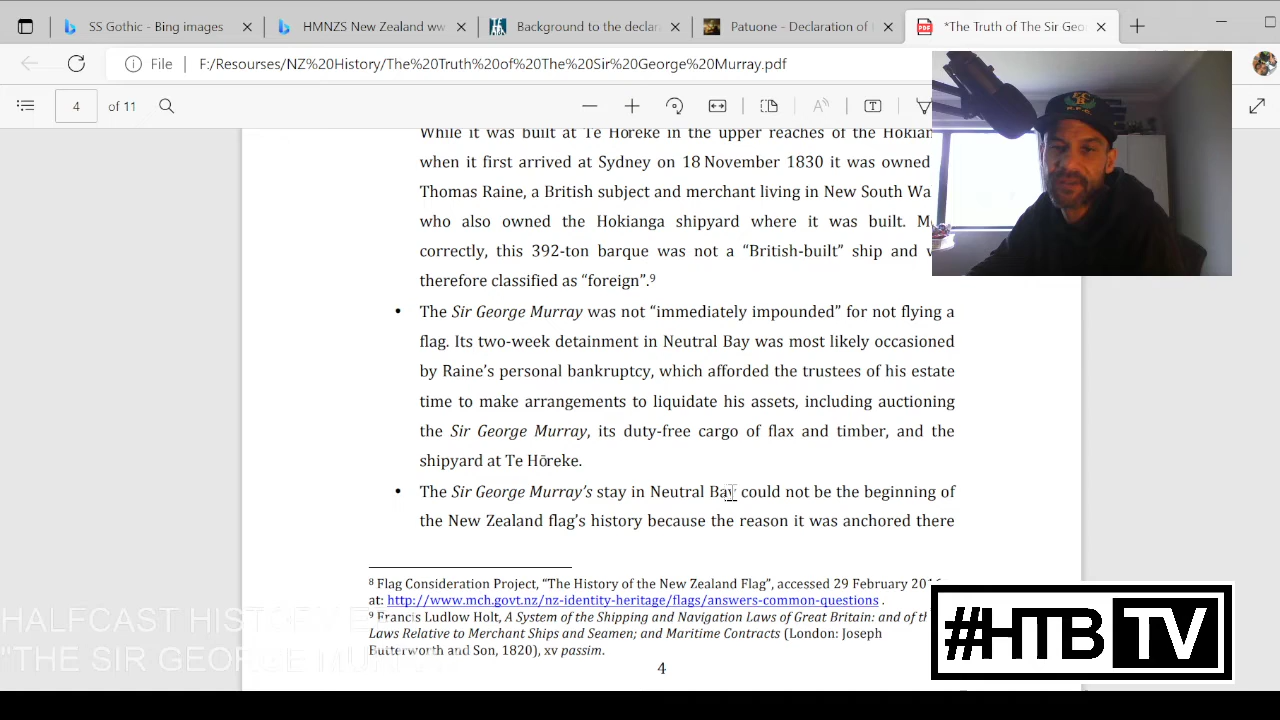 SS Gothic - Bing images
HMNZS New Zealand ww
Background to the declara
Patuone - Declaration of
*The Truth of The Sir Geo
File
F:/Resourses/NZ%20History/The%20Truth%20of%20The%20Sir%20George%20Murray.pdf
4 of 11
While it was built at Te Hōreke in the upper reaches of the Hokian
when it first arrived at Sydney on 18 November 1830 it was owned
Thomas Raine, a British subject and merchant living in New South Wa
who also owned the Hokianga shipyard where it was built. M
correctly, this 392-ton barque was not a “British-built” ship and
therefore classified as “foreign”.⁹
• The Sir George Murray was not “immediately impounded” for not flying a
flag. Its two-week detainment in Neutral Bay was most likely occasioned
by Raine’s personal bankruptcy, which afforded the trustees of his estate
time to make arrangements to liquidate his assets, including auctioning
the Sir George Murray, its duty-free cargo of flax and timber, and the
shipyard at Te Hōreke.
• The Sir George Murray’s stay in Neutral Bay could not be the beginning of
the New Zealand flag’s history because the reason it was anchored there
⁸ Flag Consideration Project, “The History of the New Zealand Flag”, accessed 29 February 2016
at: http://www.mch.govt.nz/nz-identity-heritage/flags/answers-common-questions .
⁹ Francis Ludlow Holt, A System of the Shipping and Navigation Laws of Great Britain: and of th
Laws Relative to Merchant Ships and Seamen; and Maritime Contracts (London: Joseph
Butterworth and Son, 1820), xv passim.
4
HALFCAST HISTORY
"THE SIR GEORGE
#HTB TV